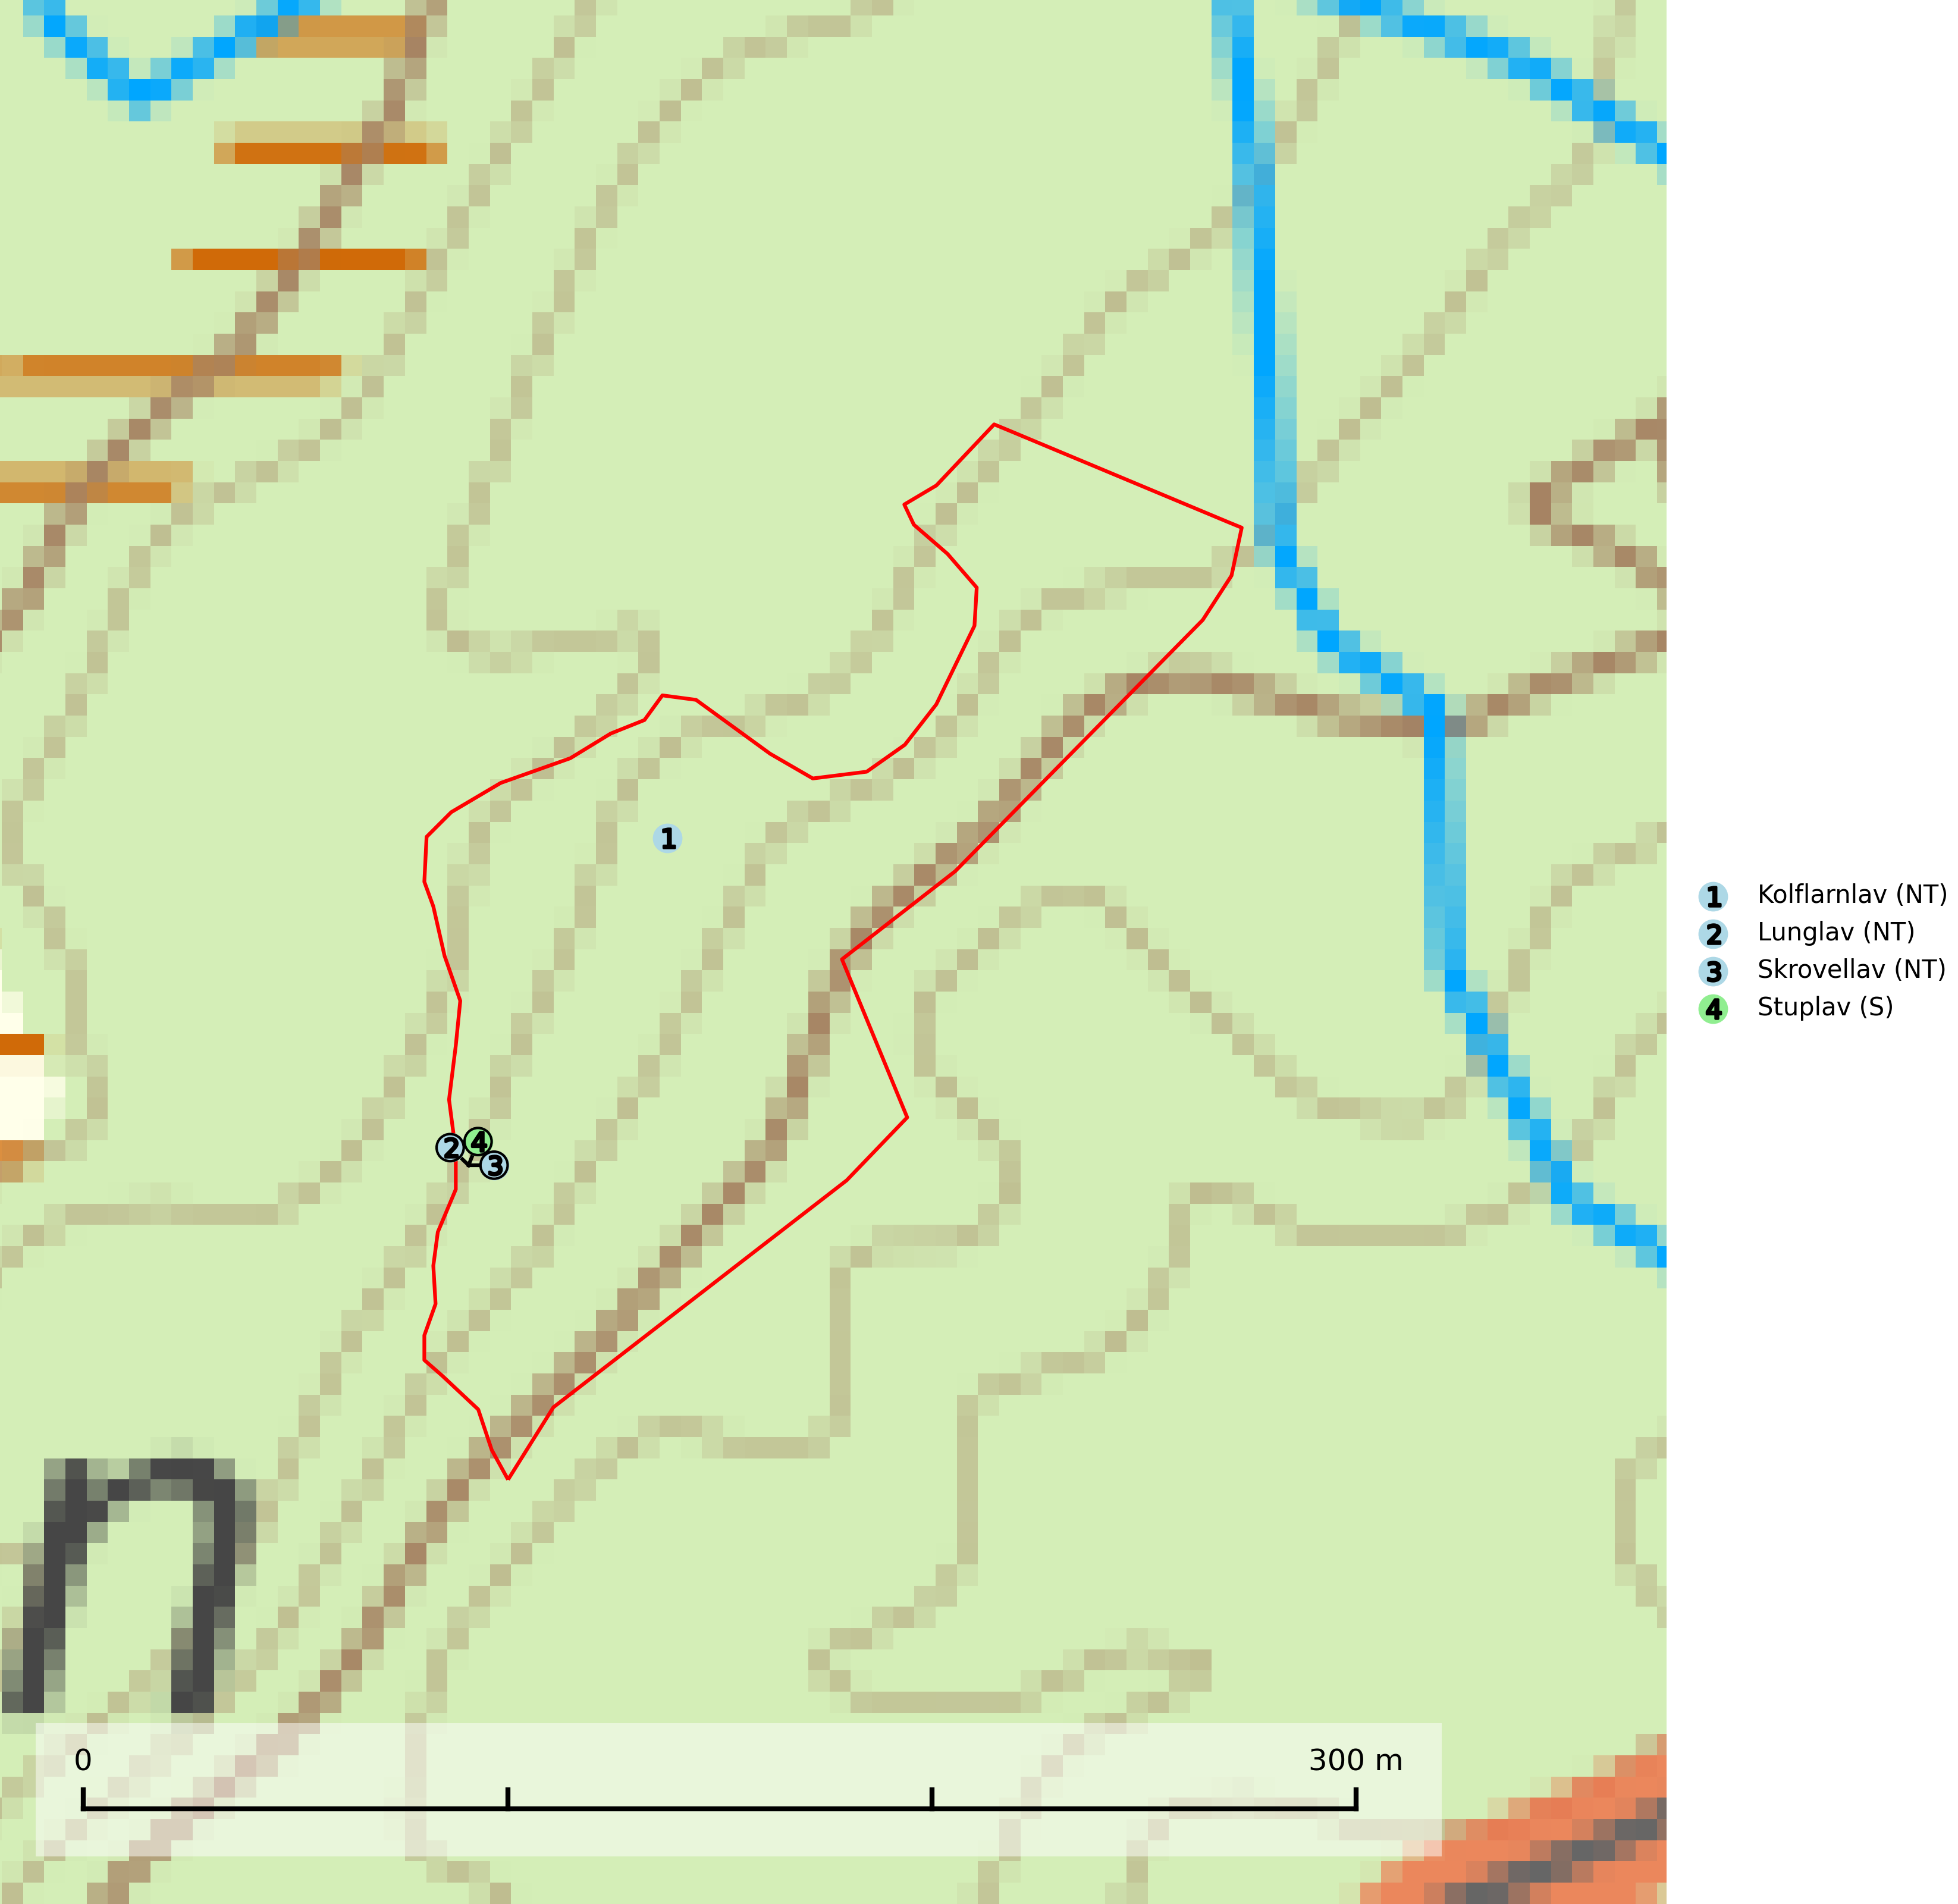 1
2 4
3
1 Kolflarnlav (NT)
2 Lunglav (NT)
3 Skrovellav (NT)
4 Stuplav (S)
0 300 m